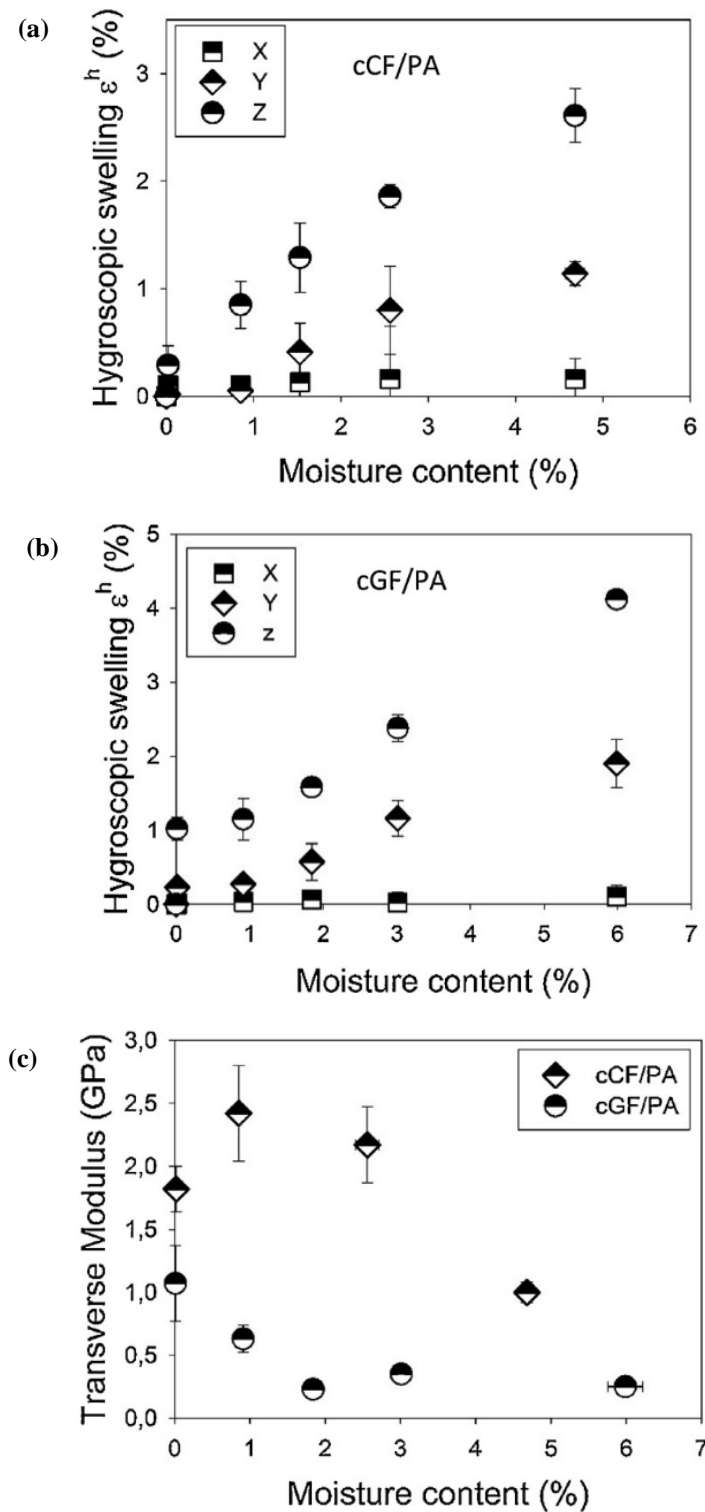 (a)
X
Y
Z
cCF/PA
Hygroscopic swelling εʰ (%)
3
2
1
0
0 1 2 3 4 5 6
Moisture content (%)
(b)
X
Y
z
cGF/PA
Hygroscopic swelling εʰ (%)
5
4
3
2
1
0
0 1 2 3 4 5 6 7
Moisture content (%)
(c)
cCF/PA
cGF/PA
Transverse Modulus (GPa)
3,0
2,5
2,0
1,5
1,0
0,5
0,0
0 1 2 3 4 5 6 7
Moisture content (%)